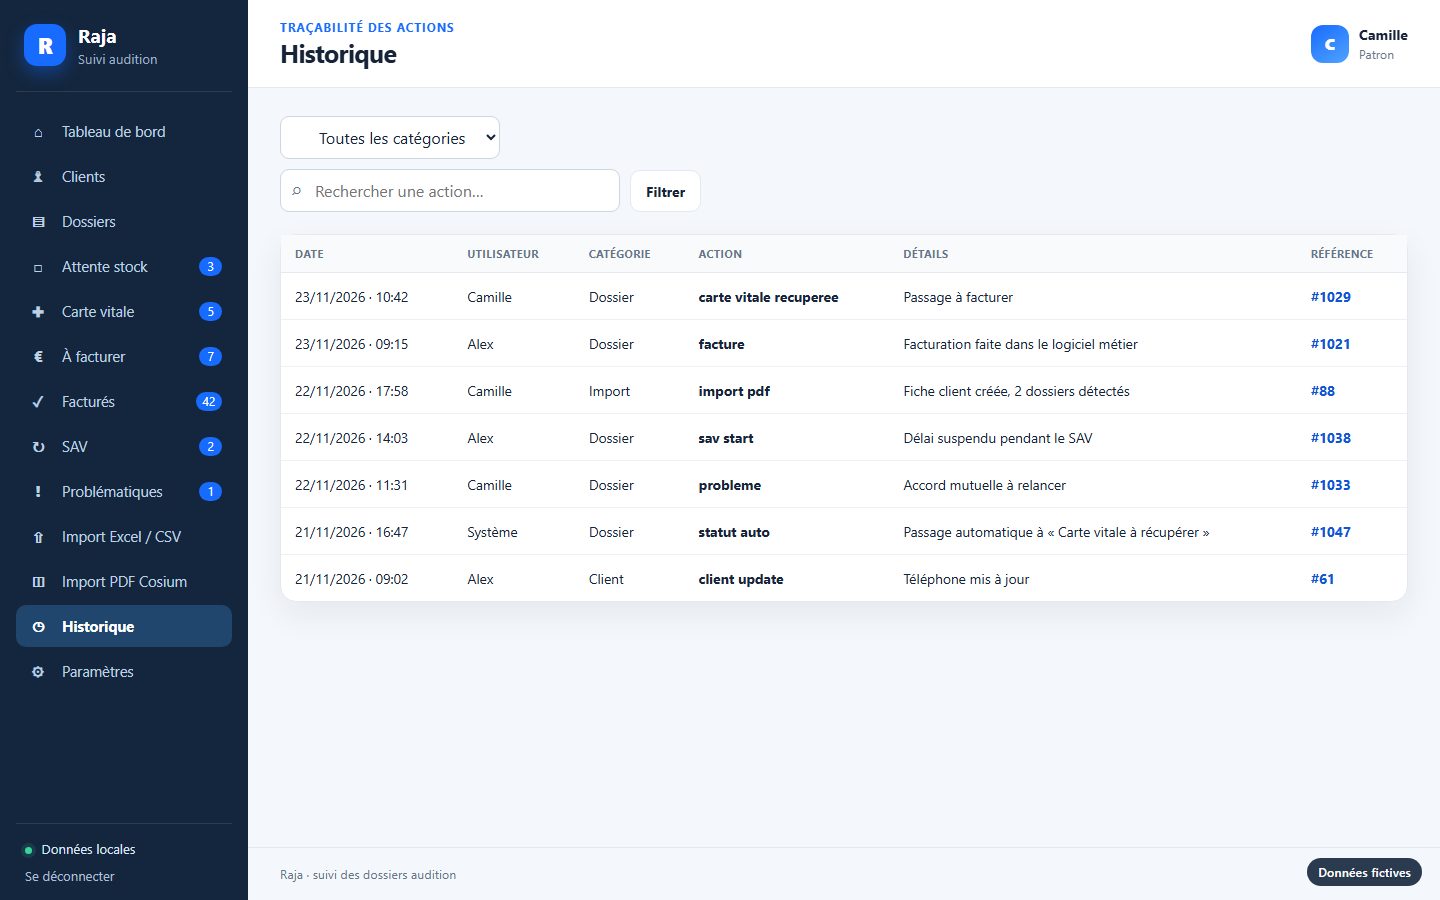 R
Raja
Suivi audition
Tableau de bord
Clients
Dossiers
Attente stock 3
Carte vitale 5
À facturer 7
Facturés 42
SAV 2
Problématiques 1
Import Excel / CSV
Import PDF Cosium
Historique
Paramètres
Données locales
Se déconnecter
TRAÇABILITÉ DES ACTIONS
Historique
C
Camille
Patron
Toutes les catégories
Rechercher une action...
Filtrer
DATE UTILISATEUR CATÉGORIE ACTION DÉTAILS RÉFÉRENCE
23/11/2026 · 10:42 Camille Dossier carte vitale recuperee Passage à facturer #1029
23/11/2026 · 09:15 Alex Dossier facture Facturation faite dans le logiciel métier #1021
22/11/2026 · 17:58 Camille Import import pdf Fiche client créée, 2 dossiers détectés #88
22/11/2026 · 14:03 Alex Dossier sav start Délai suspendu pendant le SAV #1038
22/11/2026 · 11:31 Camille Dossier probleme Accord mutuelle à relancer #1033
21/11/2026 · 16:47 Système Dossier statut auto Passage automatique à « Carte vitale à récupérer » #1047
21/11/2026 · 09:02 Alex Client client update Téléphone mis à jour #61
Raja · suivi des dossiers audition
Données fictives